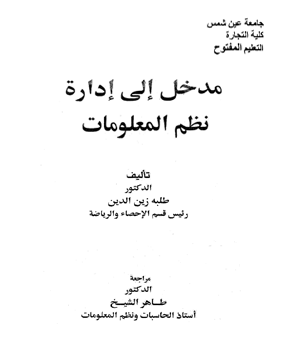 جامعة عين شمس
كلية التجارة
التعليم المفتوح
مدخل إلى إدارة
نظم المعلومات
تأليف
الدكتور
طلبه زين الدين
رئيس قسم الإحصاء والرياضة
مراجعة
الدكتور
طاهر الشيخ
أستاذ الحاسبات ونظم المعلومات